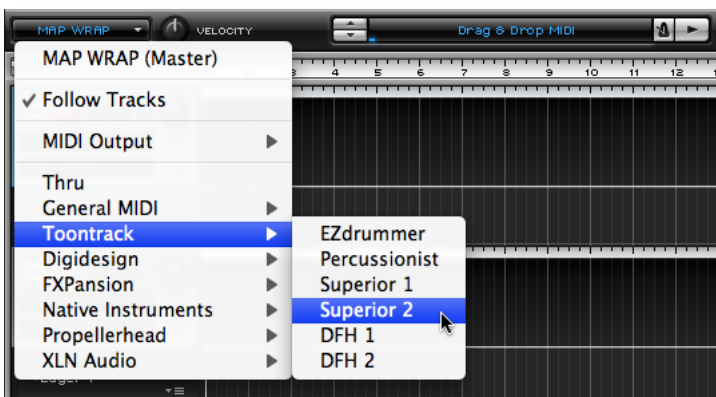 MAP WRAP
VELOCITY
Drag & Drop MIDI
MAP WRAP (Master)
4 5 6 7 8 9 10 11 12
✓ Follow Tracks
MIDI Output
Thru
General MIDI
Toontrack
EZdrummer
Digidesign
Percussionist
FXPansion
Superior 1
Native Instruments
Superior 2
Propellerhead
DFH 1
XLN Audio
DFH 2